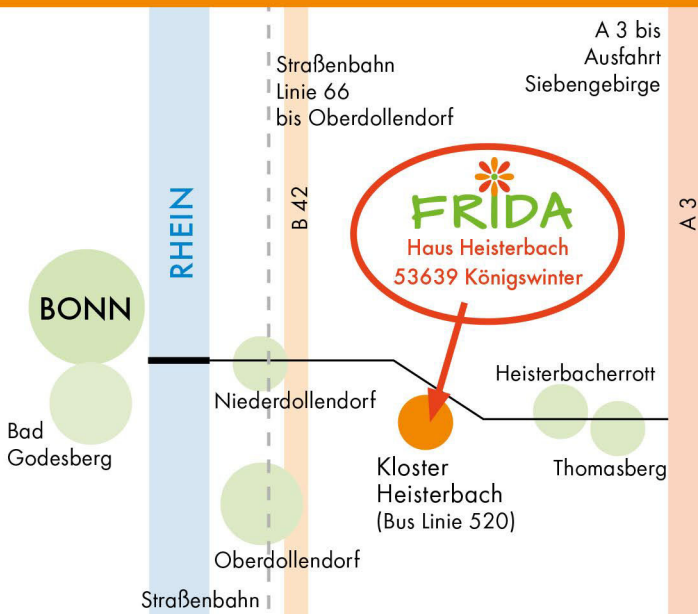 A 3 bis
Ausfahrt
Siebengebirge
Straßenbahn
Linie 66
bis Oberdollendorf
RHEIN
B 42
A 3
FRIDA
Haus Heisterbach
53639 Königswinter
BONN
Bad
Godesberg
Niederdollendorf
Heisterbacherrott
Thomasberg
Kloster
Heisterbach
(Bus Linie 520)
Oberdollendorf
Straßenbahn